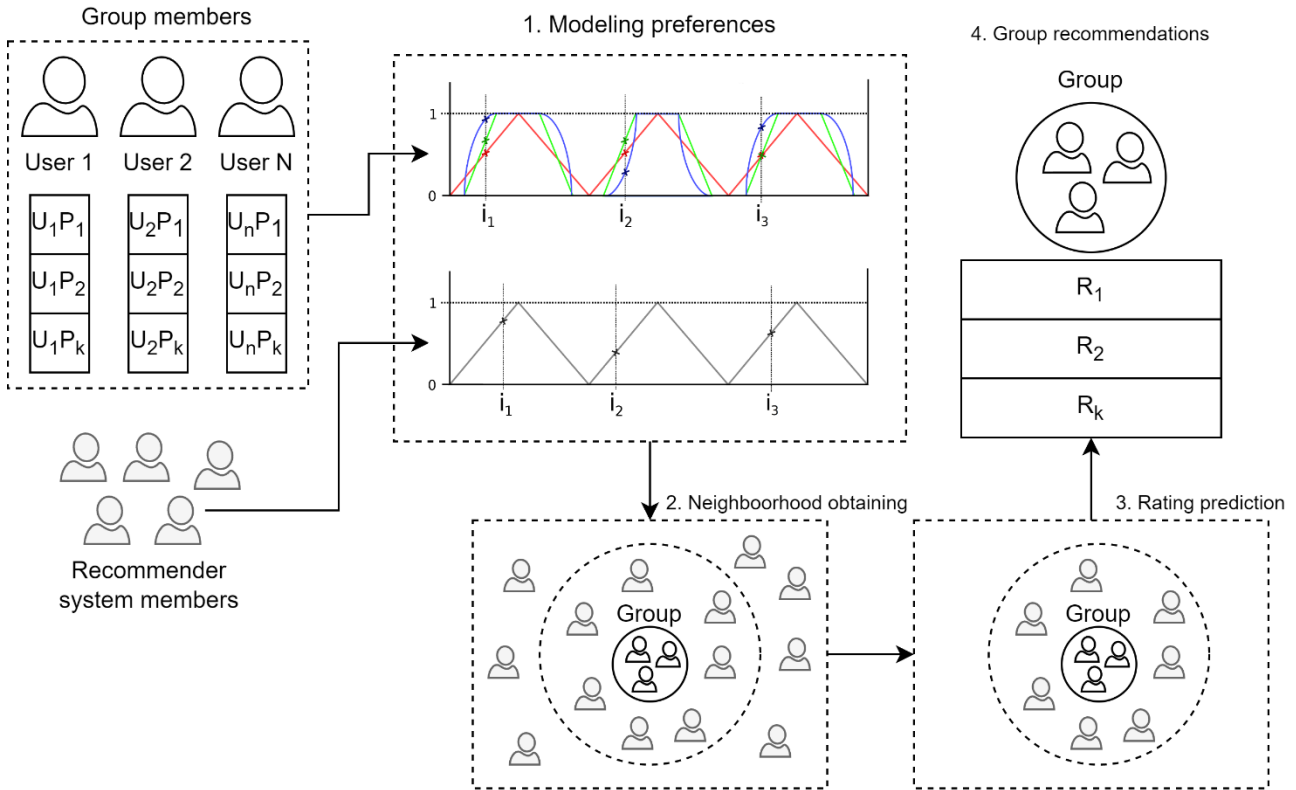 Group members
User 1
User 2
User N
U₁P₁
U₂P₁
UₙP₁
U₁P₂
U₂P₂
UₙP₂
U₁Pₖ
U₂Pₖ
UₙPₖ
Recommender
system members
1. Modeling preferences
1
0
i₁
i₂
i₃
1
0
i₁
i₂
i₃
2. Neighboorhood obtaining
Group
3. Rating prediction
Group
4. Group recommendations
Group
R₁
R₂
Rₖ